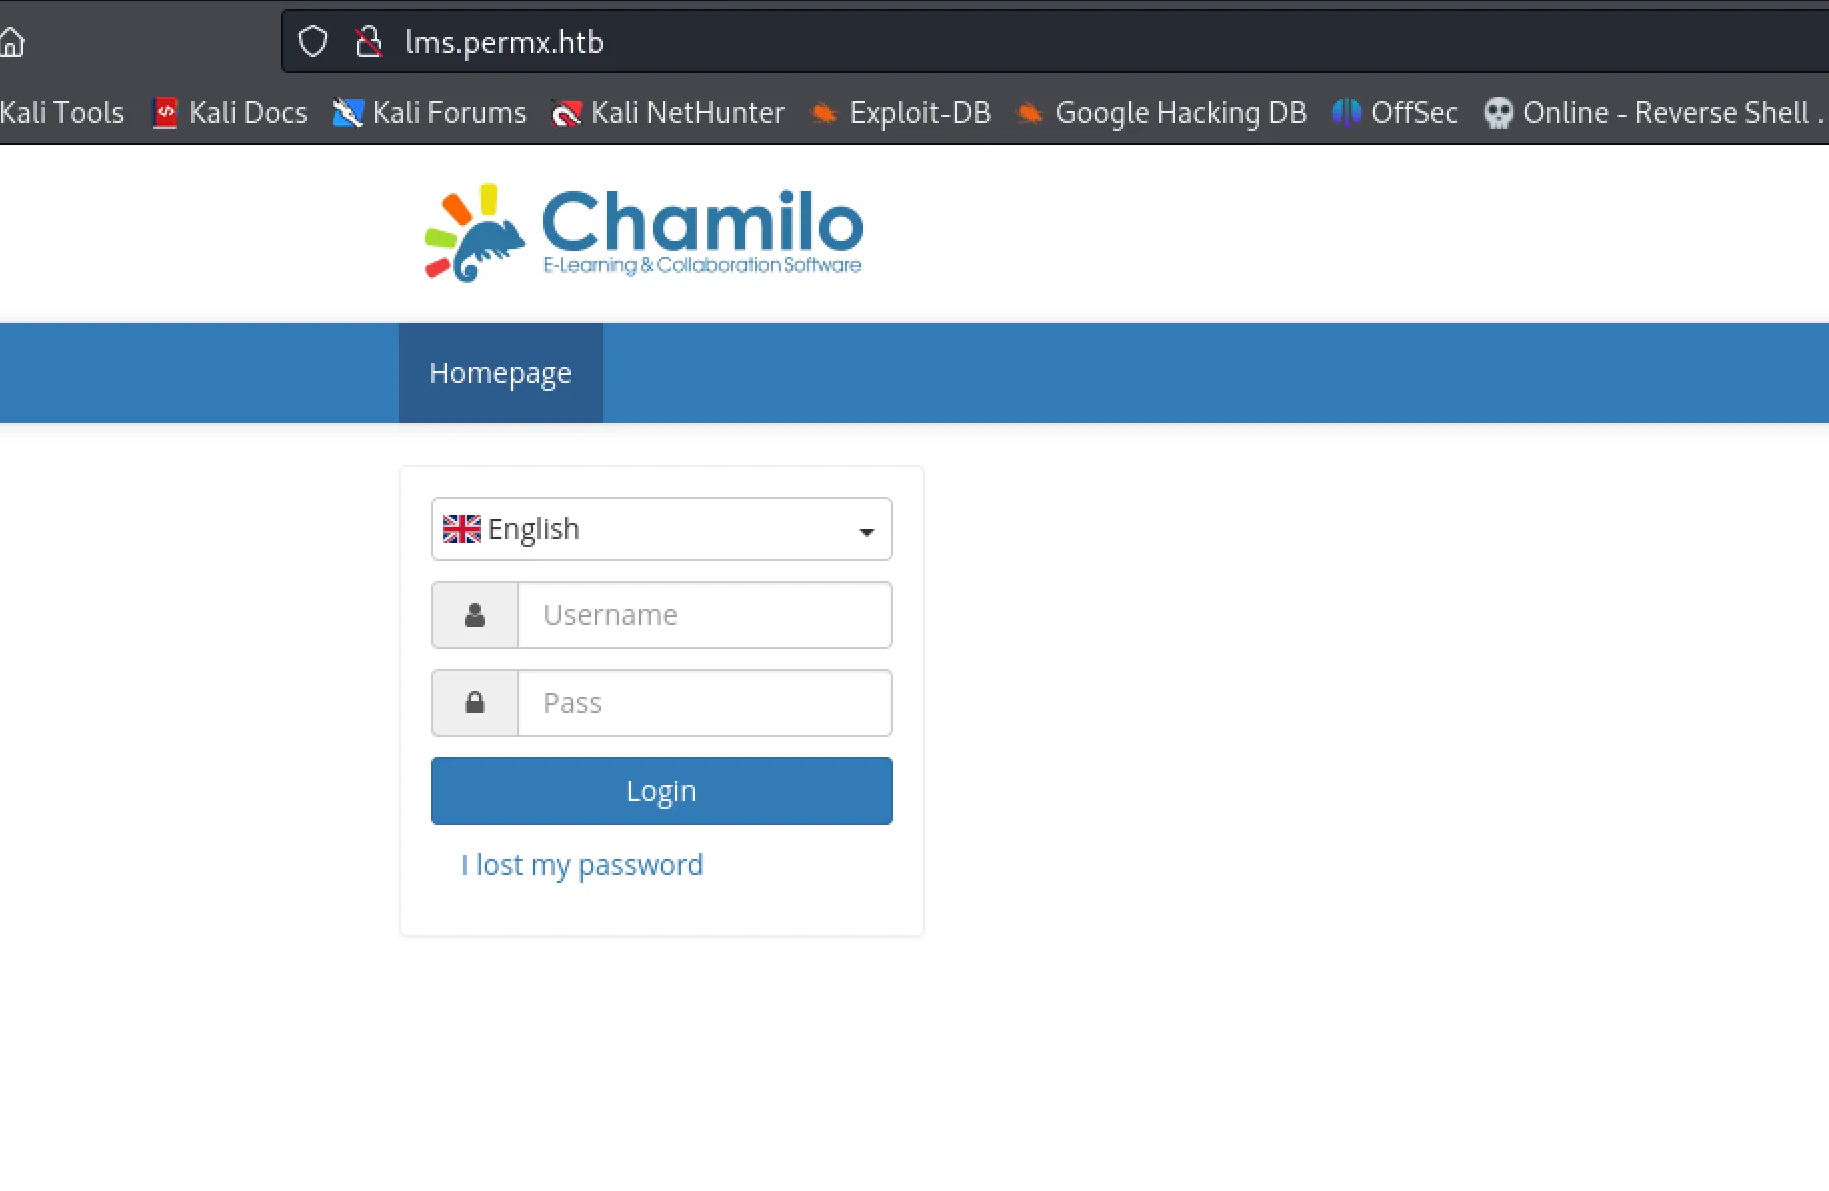 lms.permx.htb
Kali Tools Kali Docs Kali Forums Kali NetHunter Exploit-DB Google Hacking DB OffSec Online - Reverse Shell .
Chamilo
E-Learning & Collaboration Software
Homepage
English
Username
Pass
Login
I lost my password